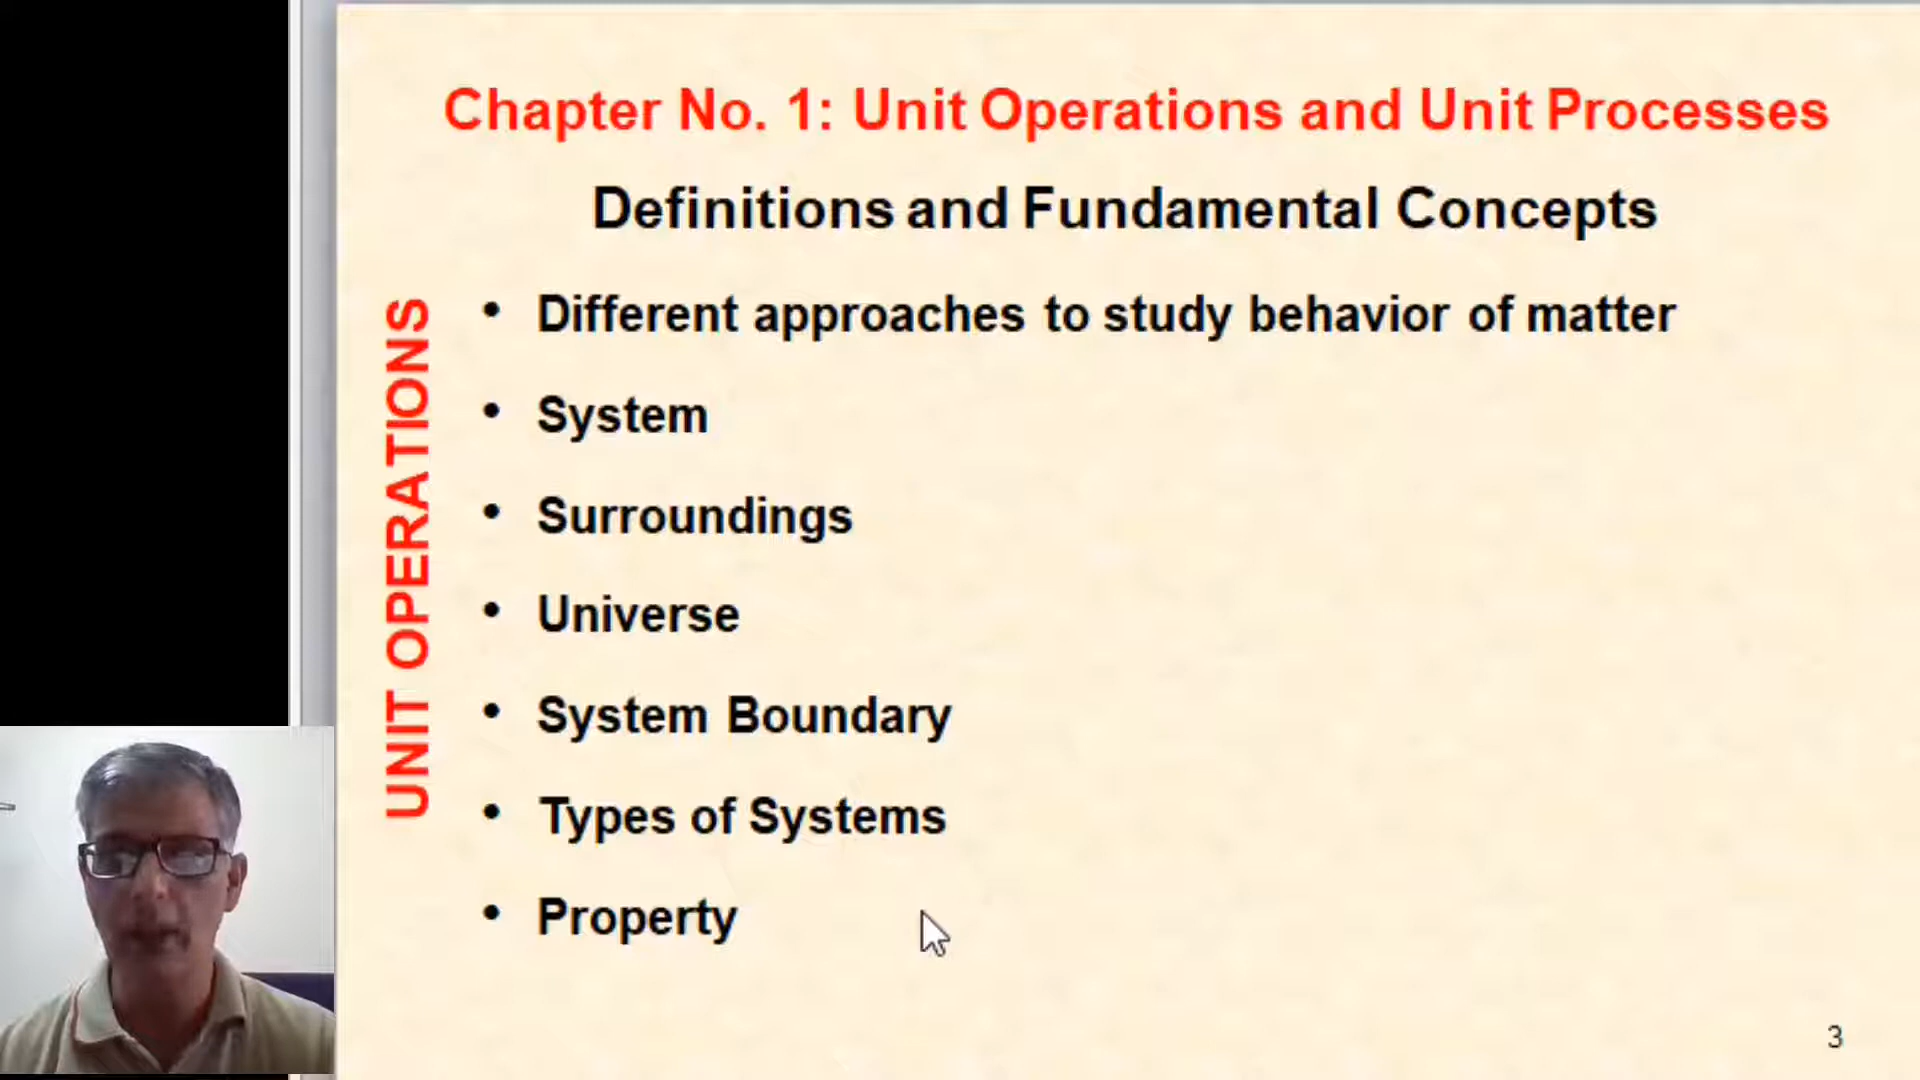 Chapter No. 1: Unit Operations and Unit Processes
Definitions and Fundamental Concepts
UNIT OPERATIONS
• Different approaches to study behavior of matter
• System
• Surroundings
• Universe
• System Boundary
• Types of Systems
• Property
3